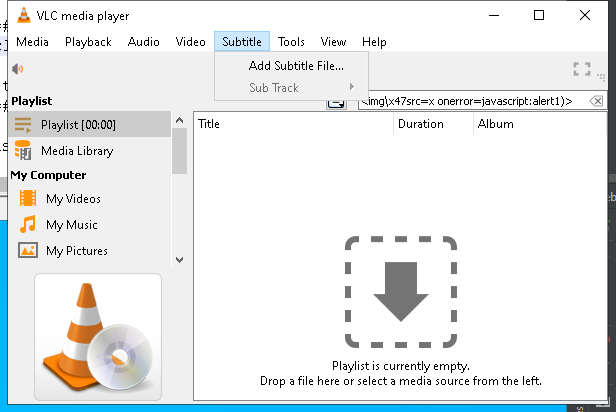 VLC media player
Media Playback Audio Video Subtitle Tools View Help
Add Subtitle File...
Sub Track
Playlist
<img\x47src=x onerror=javascript:alert1)>
Playlist [00:00]
Title Duration Album
Media Library
My Computer
My Videos
My Music
My Pictures
Playlist is currently empty.
Drop a file here or select a media source from the left.